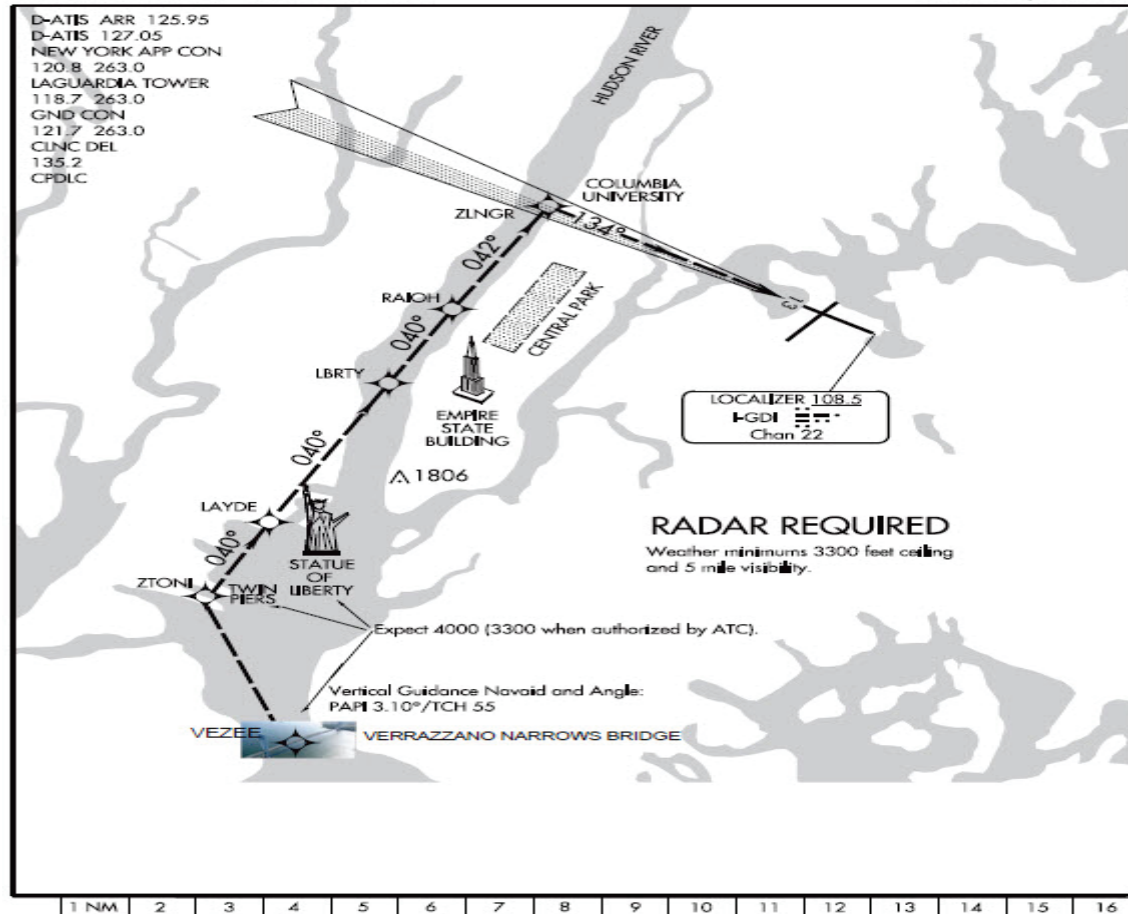 D-ATIS ARR 125.95
D-ATIS 127.05
NEW YORK APP CON
120.8 263.0
LAGUARDIA TOWER
118.7 263.0
GND CON
121.7 263.0
CLNC DEL
135.2
CPDLC
HUDSON RIVER
COLUMBIA
UNIVERSITY
ZLNGR
134°
042°
RAIOH
13
CENTRAL PARK
040°
LBRTY
EMPIRE
STATE
BUILDING
LOCALIZER 108.5
I-GDI
Chan 22
040°
1806
LAYDE
RADAR REQUIRED
Weather minimums 3300 feet ceiling
and 5 mile visibility.
040°
STATUE
OF
LIBERTY
ZTONI
TWIN
PIERS
Expect 4000 (3300 when authorized by ATC).
Vertical Guidance Navaid and Angle:
PAPI 3.10°/TCH 55
VEZEE
VERRAZZANO NARROWS BRIDGE
1 NM 2 3 4 5 6 7 8 9 10 11 12 13 14 15 16